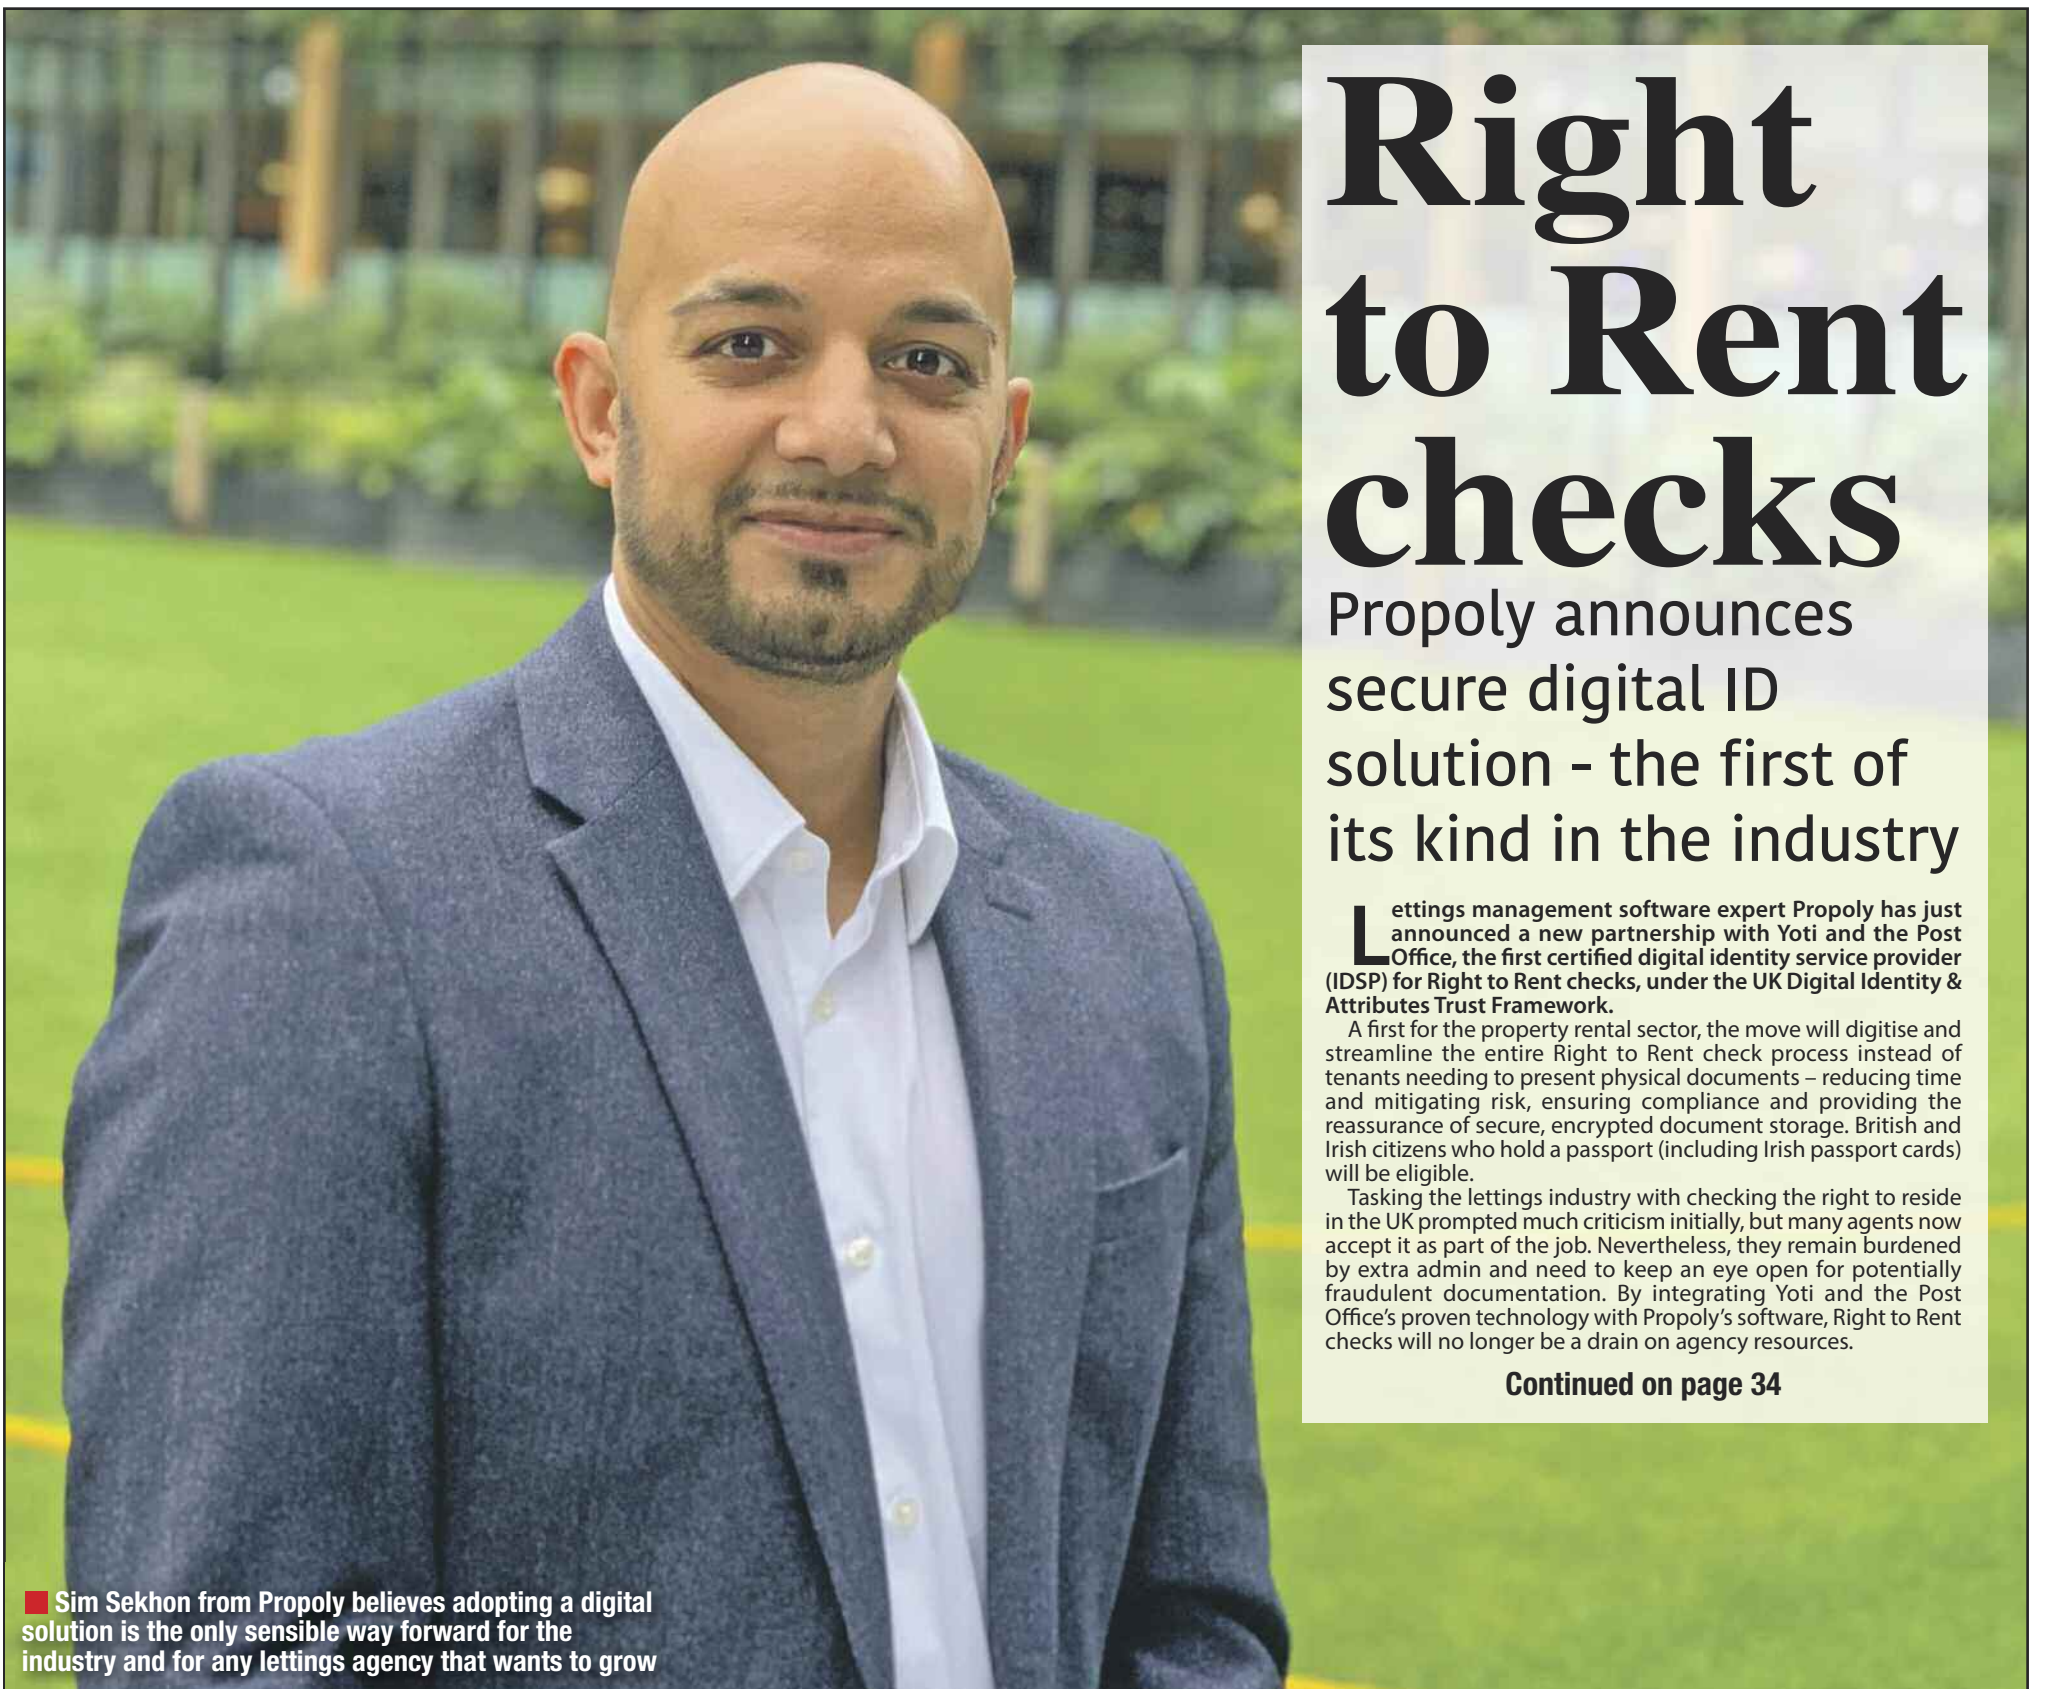 Right
to Rent
checks
Propoly announces
secure digital ID
solution - the first of
its kind in the industry
Lettings management software expert Propoly has just
announced a new partnership with Yoti and the Post
Office, the first certified digital identity service provider
(IDSP) for Right to Rent checks, under the UK Digital Identity &
Attributes Trust Framework.
A first for the property rental sector, the move will digitise and
streamline the entire Right to Rent check process instead of
tenants needing to present physical documents – reducing time
and mitigating risk, ensuring compliance and providing the
reassurance of secure, encrypted document storage. British and
Irish citizens who hold a passport (including Irish passport cards)
will be eligible.
Tasking the lettings industry with checking the right to reside
in the UK prompted much criticism initially, but many agents now
accept it as part of the job. Nevertheless, they remain burdened
by extra admin and need to keep an eye open for potentially
fraudulent documentation. By integrating Yoti and the Post
Office's proven technology with Propoly's software, Right to Rent
checks will no longer be a drain on agency resources.
Continued on page 34
Sim Sekhon from Propoly believes adopting a digital
solution is the only sensible way forward for the
industry and for any lettings agency that wants to grow